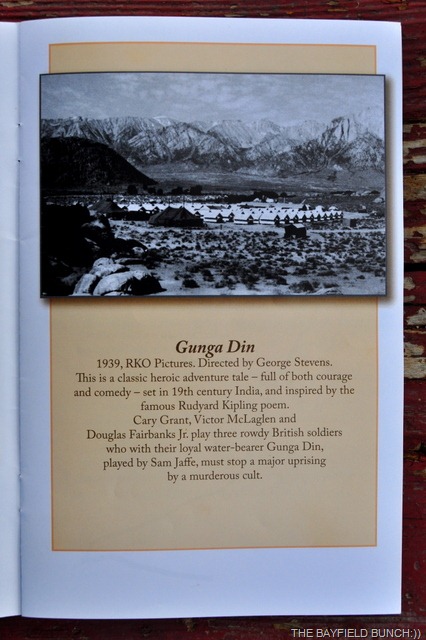 Gunga Din
1939, RKO Pictures. Directed by George Stevens.
This is a classic heroic adventure tale – full of both courage
and comedy – set in 19th century India, and inspired by the
famous Rudyard Kipling poem.
Cary Grant, Victor McLaglen and
Douglas Fairbanks Jr. play three rowdy British soldiers
who with their loyal water-bearer Gunga Din,
played by Sam Jaffe, must stop a major uprising
by a murderous cult.
THE BAYFIELD BUNCH:))